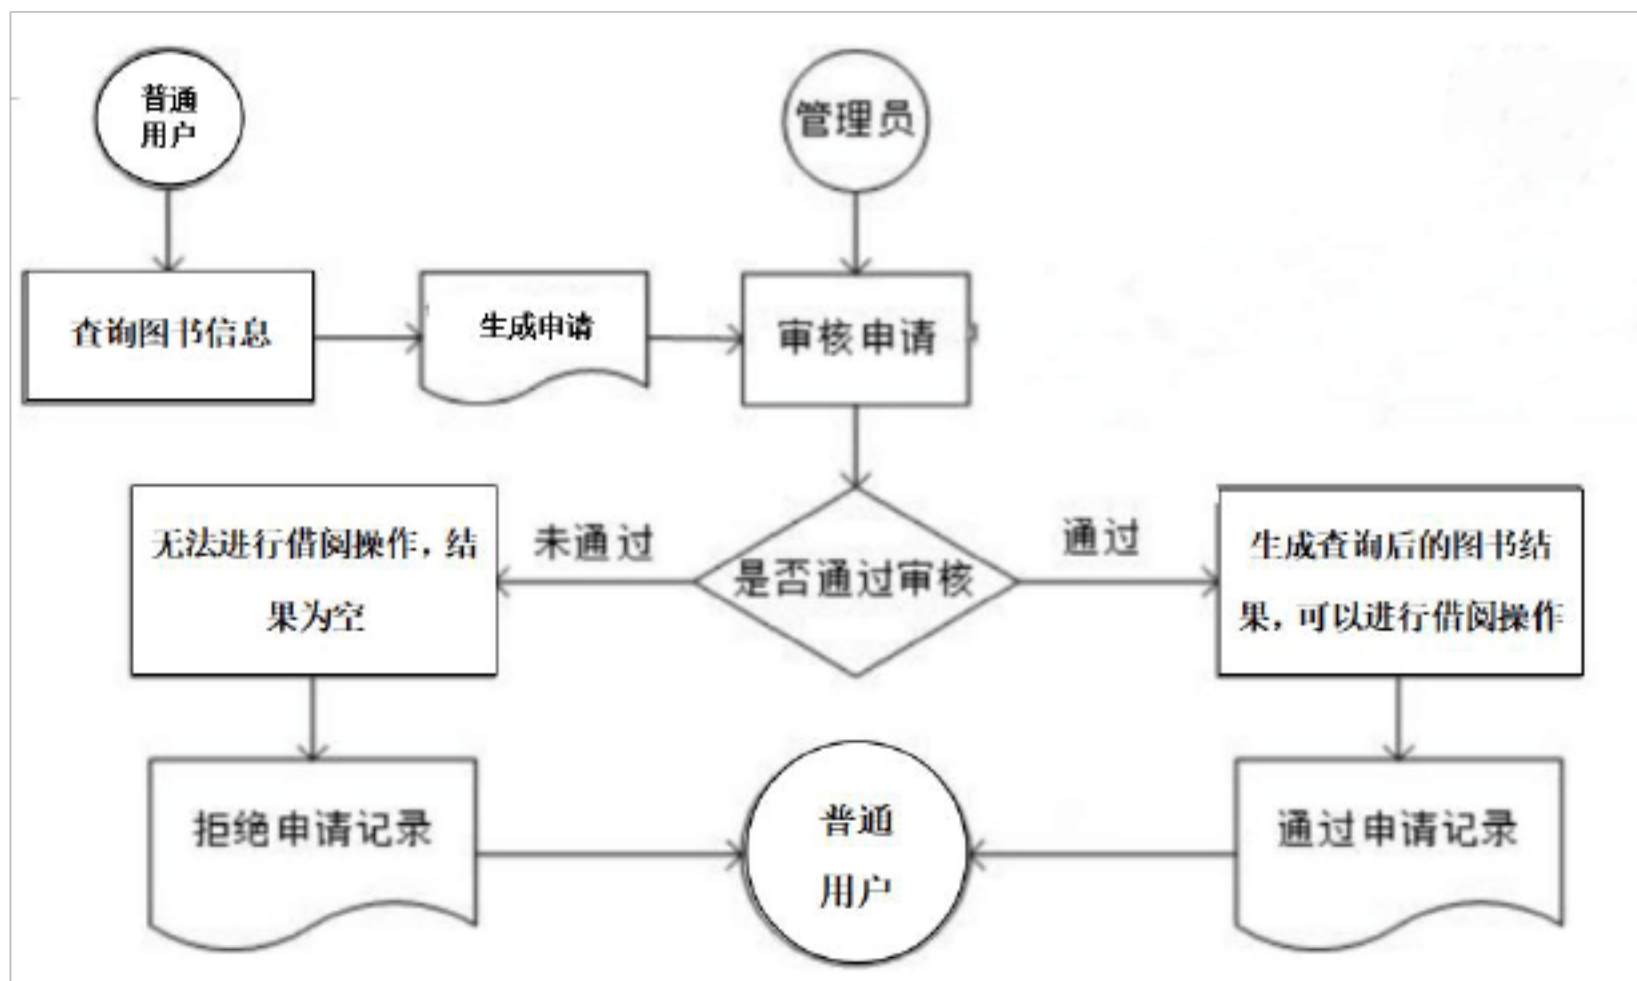 普通
用户
管理员
查询图书信息
生成申请
审核申请
无法进行借阅操作，结
果为空
未通过
是否通过审核
通过
生成查询后的图书结
果，可以进行借阅操作
拒绝申请记录
普通
用户
通过申请记录